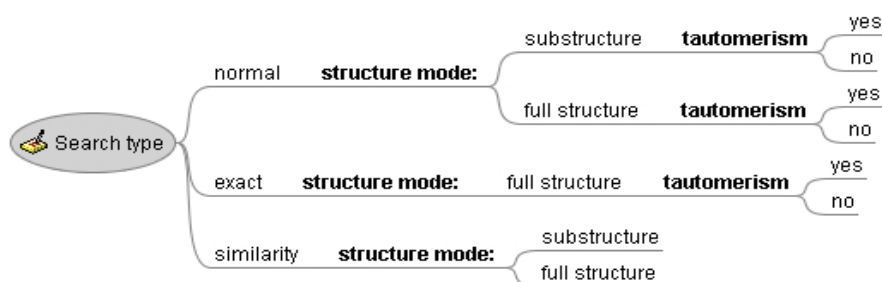 Search type
normal
structure mode:
substructure
tautomerism
yes
no
full structure
tautomerism
yes
no
exact
structure mode:
full structure
tautomerism
yes
no
similarity
structure mode:
substructure
full structure